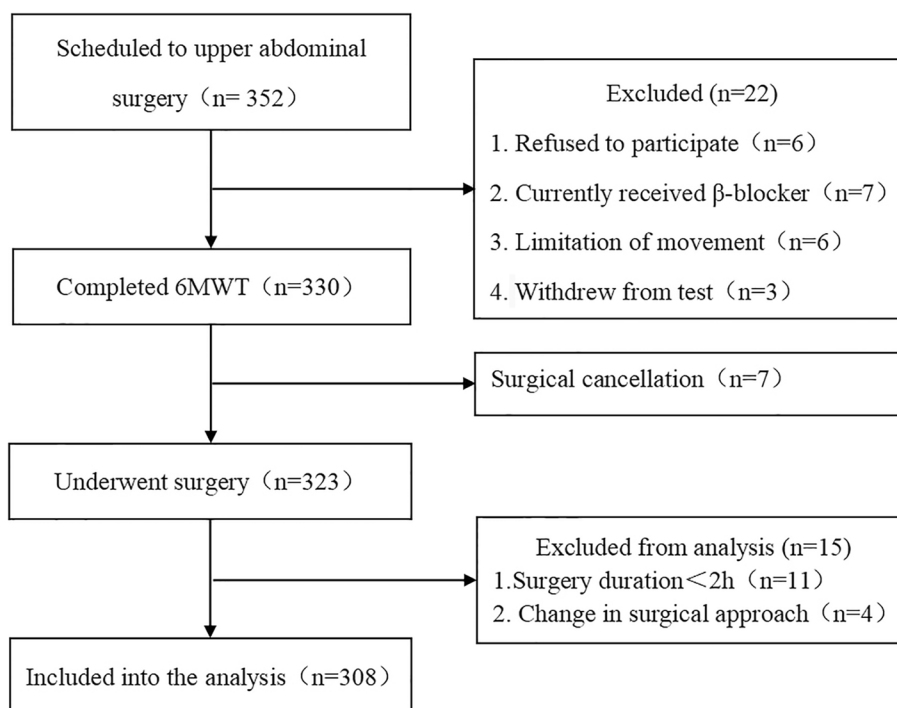 Scheduled to upper abdominal
surgery（n= 352）
Excluded (n=22)
1. Refused to participate（n=6）
2. Currently received β-blocker（n=7）
3. Limitation of movement（n=6）
4. Withdrew from test（n=3）
Completed 6MWT（n=330）
Surgical cancellation（n=7）
Underwent surgery（n=323）
Excluded from analysis (n=15)
1.Surgery duration＜2h（n=11）
2. Change in surgical approach（n=4）
Included into the analysis（n=308）